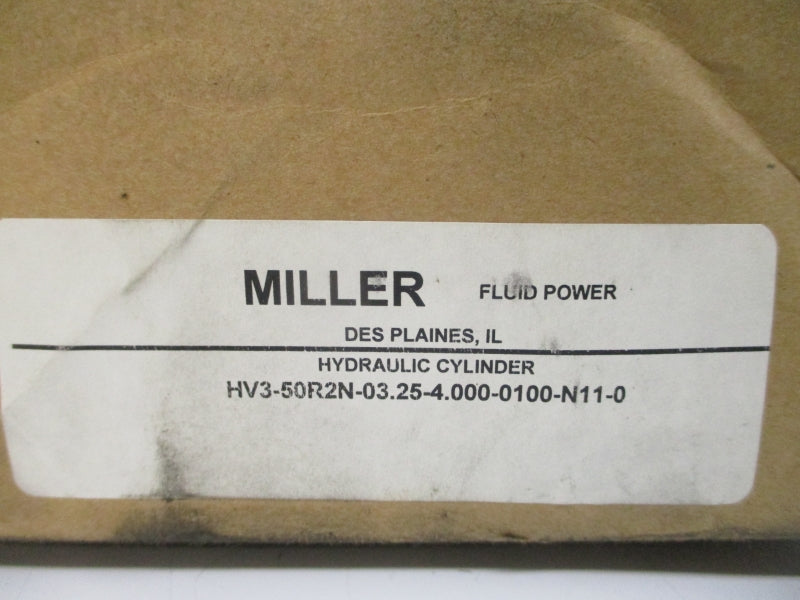 MILLER FLUID POWER
DES PLAINES, IL
HYDRAULIC CYLINDER
HV3-50R2N-03.25-4.000-0100-N11-0